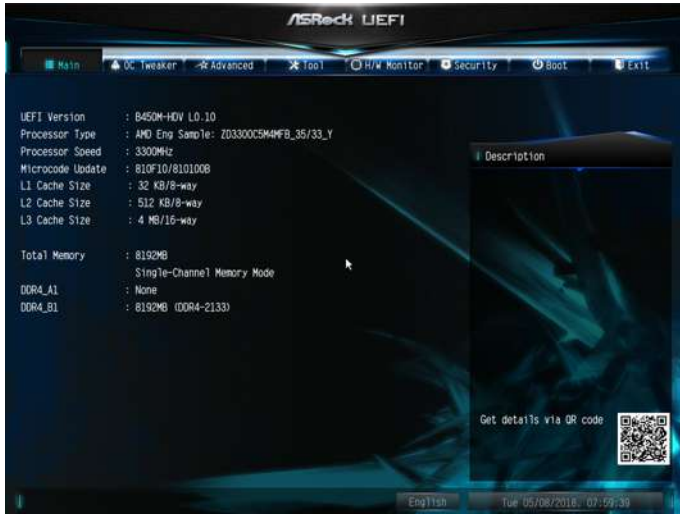 ASRock UEFI
Main OC Tweaker Advanced Tool H/W Monitor Security Boot Exit
UEFI Version : B450M-HDV L0.10
Processor Type : AMD Eng Sample: ZD3300C5M4MFB_35/33_Y
Processor Speed : 3300MHz
Microcode Update : 810F10/8101008
L1 Cache Size : 32 KB/8-way
L2 Cache Size : 512 KB/8-way
L3 Cache Size : 4 MB/16-way
Total Memory : 8192MB
Single-Channel Memory Mode
DDR4_A1 : None
DDR4_B1 : 8192MB (DDR4-2133)
Description
Get details via QR code
English
Tue 05/08/2018, 07:59:39